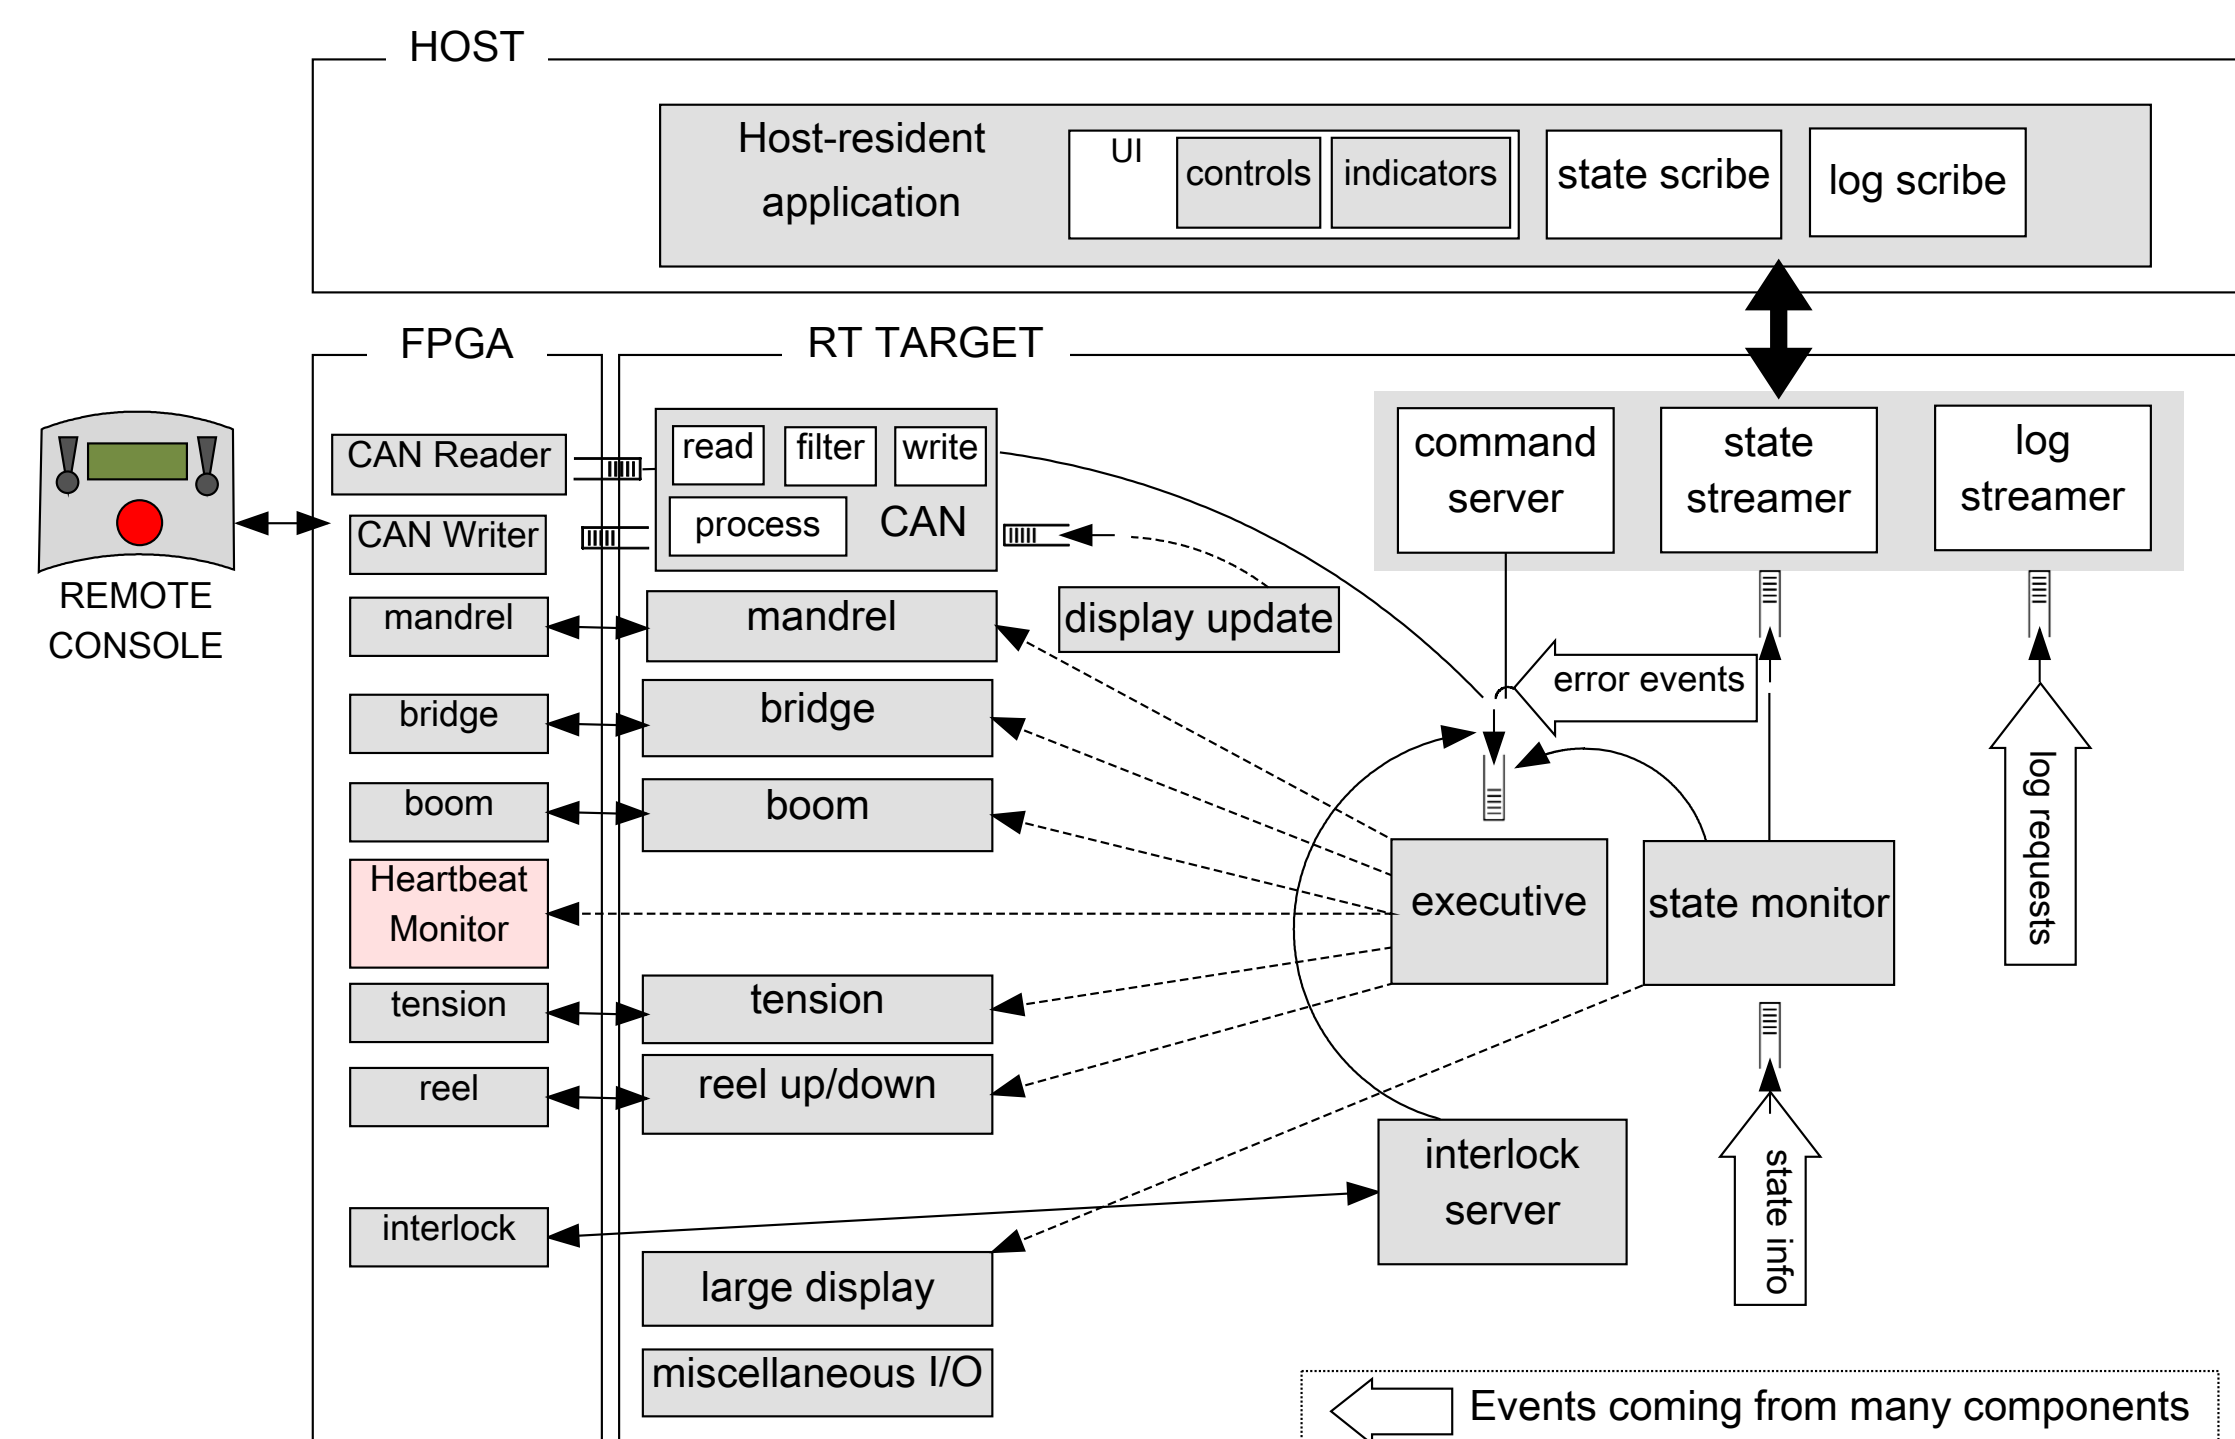 HOST
Host-resident
application
UI
controls
indicators
state scribe
log scribe
FPGA
RT TARGET
REMOTE
CONSOLE
CAN Reader
CAN Writer
mandrel
bridge
boom
Heartbeat
Monitor
tension
reel
interlock
read
filter
write
process
CAN
display update
mandrel
bridge
boom
tension
reel up/down
large display
miscellaneous I/O
command
server
state
streamer
log
streamer
error events
log requests
executive
state monitor
interlock
server
state info
Events coming from many components